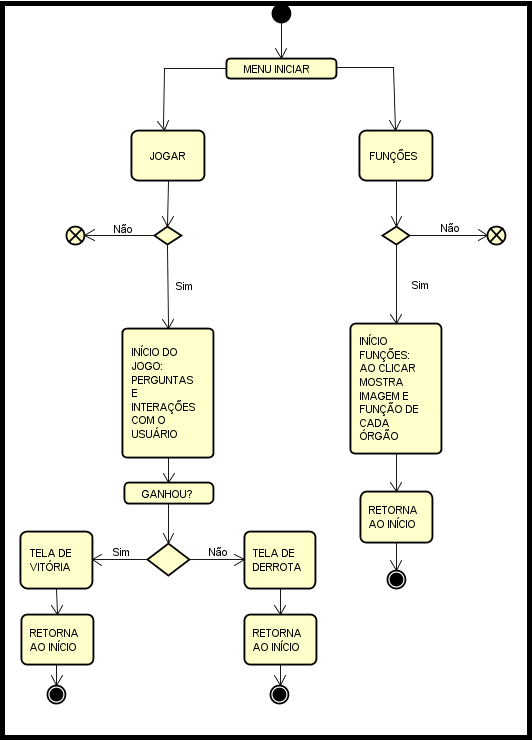 MENU INICIAR
JOGAR
FUNÇÕES
Não
Não
Sim
Sim
INÍCIO DO
JOGO:
PERGUNTAS
E
INTERAÇÕES
COM O
USUÁRIO
INÍCIO
FUNÇÕES:
AO CLICAR
MOSTRA
IMAGEM E
FUNÇÃO DE
CADA
ÓRGÃO
GANHOU?
RETORNA
AO INÍCIO
Sim
Não
TELA DE
VITÓRIA
TELA DE
DERROTA
RETORNA
AO INÍCIO
RETORNA
AO INÍCIO